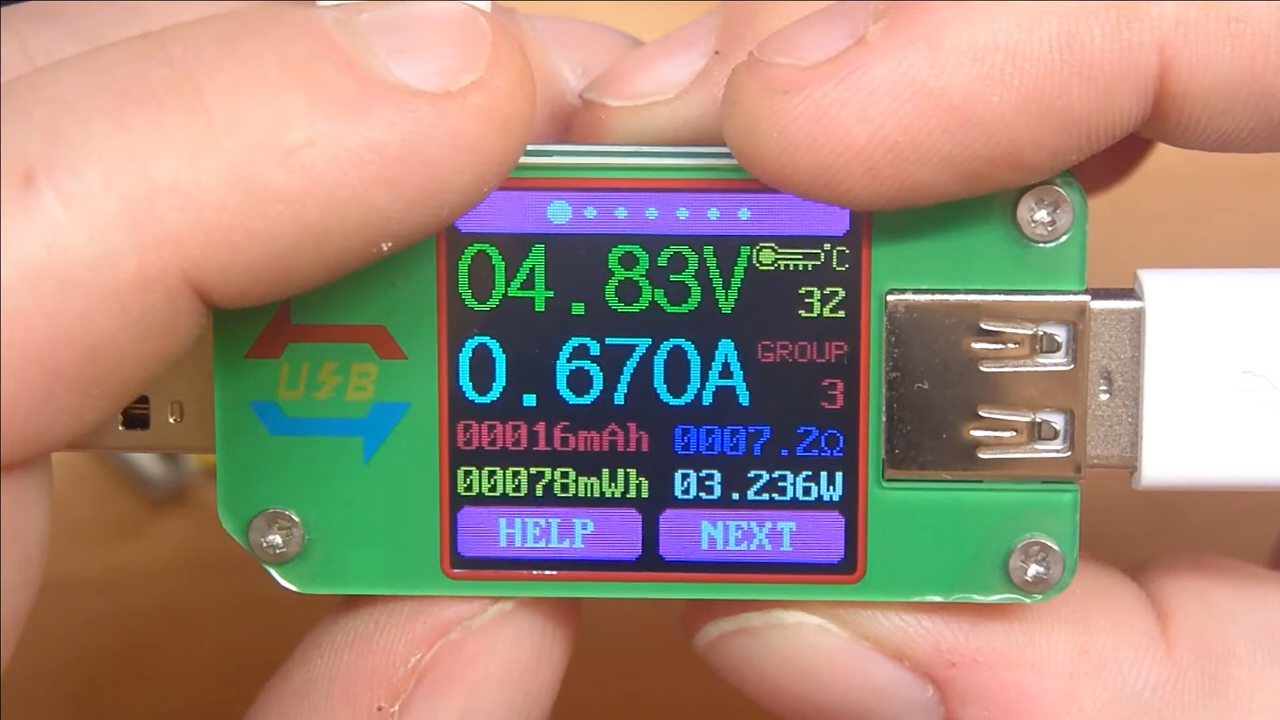 04.83V °C
32
0.670A GROUP
3
USB
00016mAh 0007.2Ω
00078mWh 03.236W
HELP NEXT